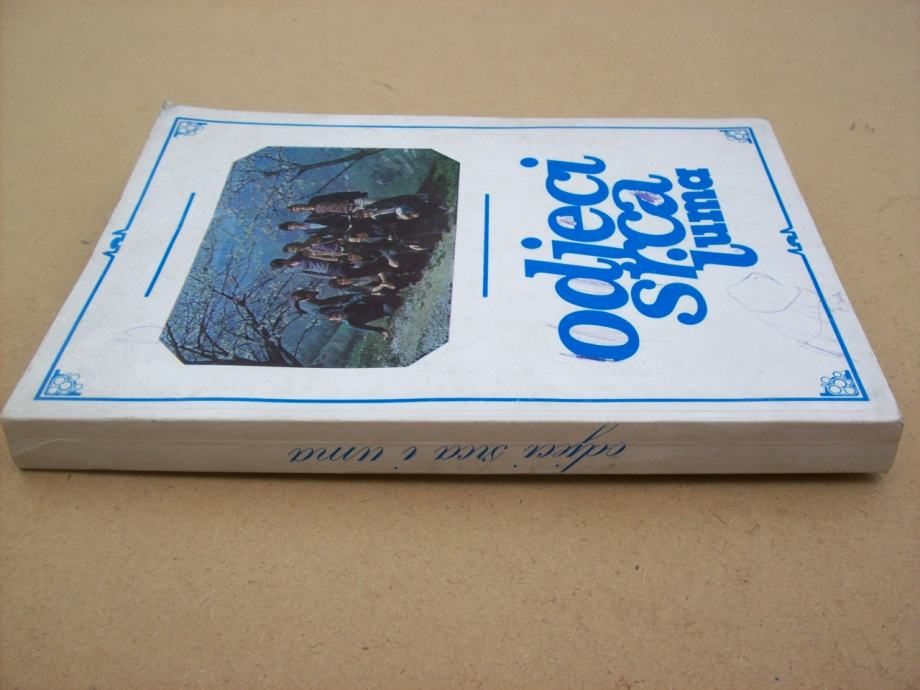 odjeci
srca
i uma
odjeci srca i uma